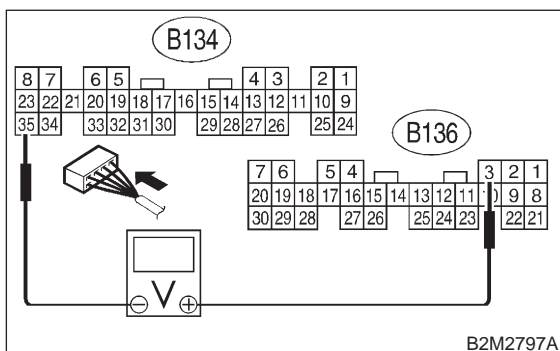 B134
8 7 6 5 4 3 2 1
23 22 21 20 19 18 17 16 15 14 13 12 11 10 9
35 34 33 32 31 30 29 28 27 26 25 24
B136
7 6 5 4 3 2 1
20 19 18 17 16 15 14 13 12 11 9 8
30 29 28 27 26 25 24 23 22 21
V
− +
B2M2797A